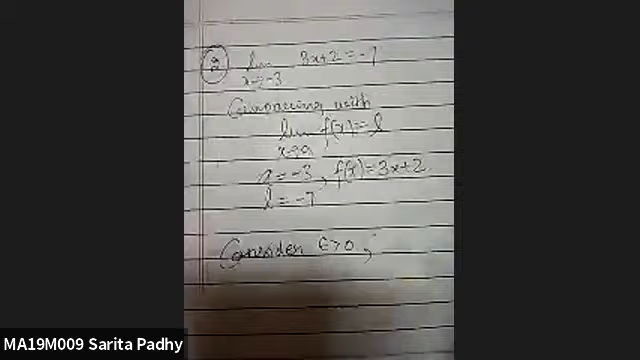 2 lim 3x+2 = -7
x→-3
Comparing with
lim f(x) = l
x→a
a = -3, f(x) = 3x+2
l = -7
Consider ε>0,
MA19M009 Sarita Padhy